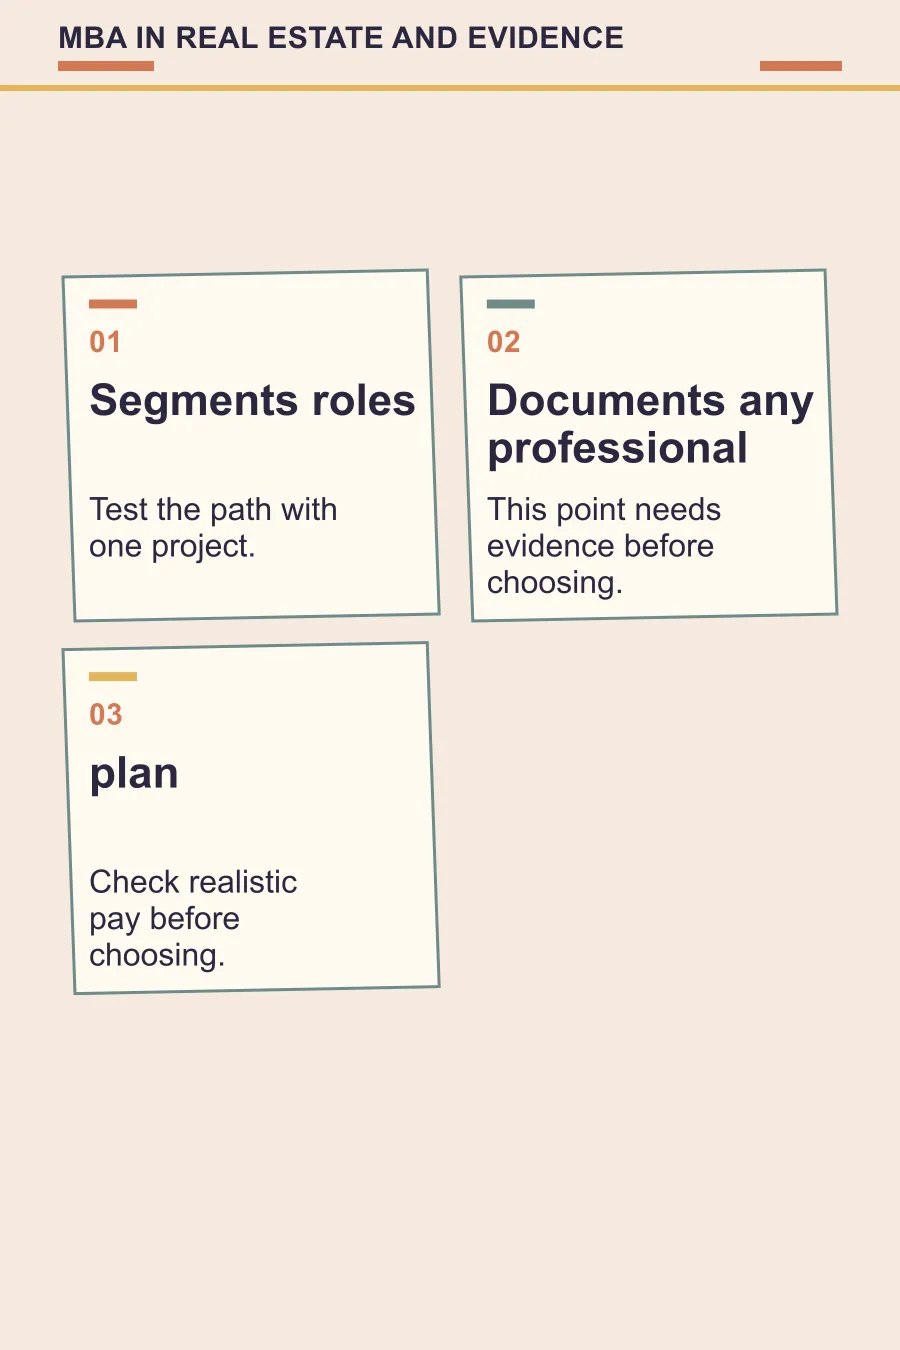 MBA IN REAL ESTATE AND EVIDENCE
01
Segments roles
Test the path with
one project.
02
Documents any
professional
This point needs
evidence before
choosing.
03
plan
Check realistic
pay before
choosing.